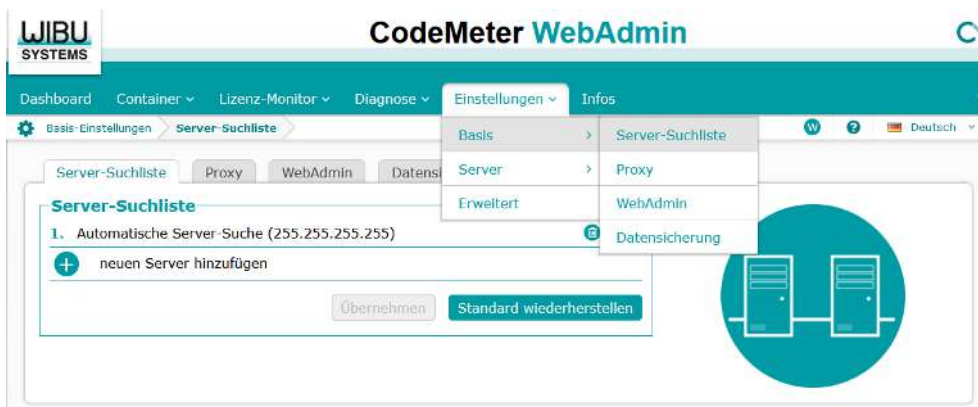 WIBU
SYSTEMS
CodeMeter WebAdmin
Dashboard Container Lizenz-Monitor Diagnose Einstellungen Infos
Basis-Einstellungen Server-Suchliste
W ? Deutsch
Basis Server-Suchliste
Server Proxy
Erweitert WebAdmin
Datensicherung
Server-Suchliste Proxy WebAdmin
Server-Suchliste
1. Automatische Server-Suche (255.255.255.255)
+ neuen Server hinzufügen
Übernehmen Standard wiederherstellen